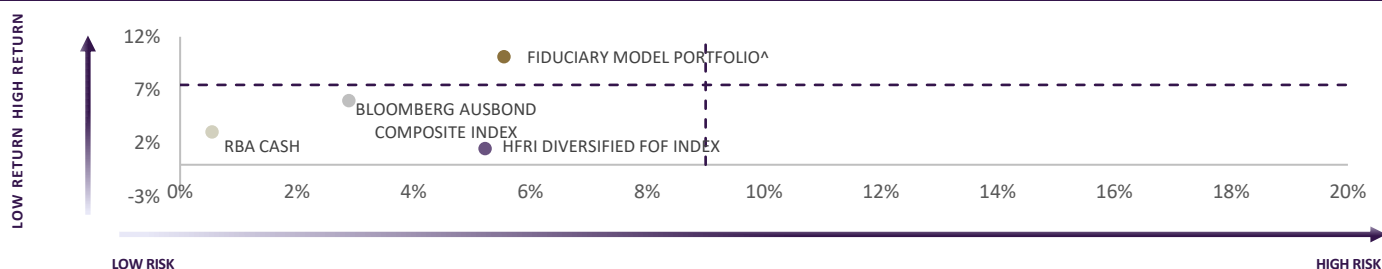 LOW RETURN HIGH RETURN
12%
FIDUCIARY MODEL PORTFOLIO^
7%
BLOOMBERG AUSBOND
COMPOSITE INDEX
2%
RBA CASH
HFRI DIVERSIFIED FOF INDEX
-3%
0% 2% 4% 6% 8% 10% 12% 14% 16% 18% 20%
LOW RISK
HIGH RISK